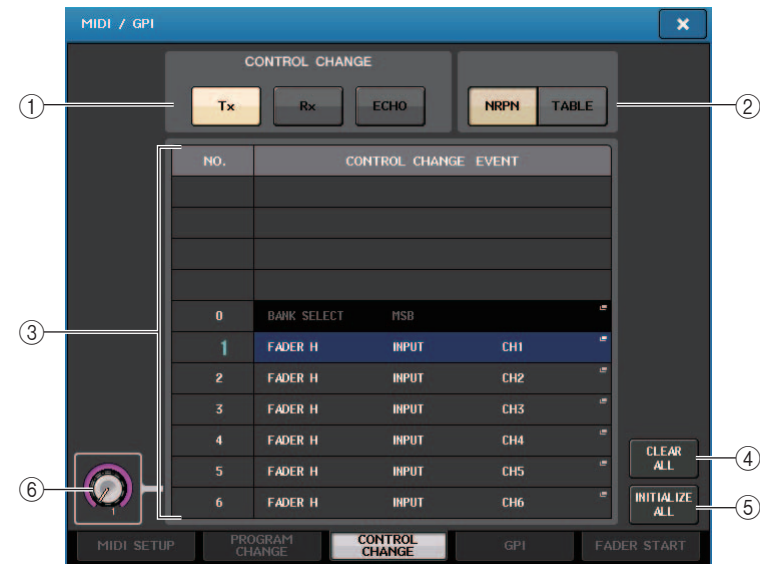 MIDI / GPI
×
CONTROL CHANGE
① Tx Rx ECHO NRPN TABLE ②
NO. CONTROL CHANGE EVENT
③
0 BANK SELECT MSB
1 FADER H INPUT CH1
2 FADER H INPUT CH2
3 FADER H INPUT CH3
4 FADER H INPUT CH4
5 FADER H INPUT CH5
6 FADER H INPUT CH6
CLEAR
ALL
④
INITIALIZE
ALL
⑤
⑥
1
MIDI SETUP
PROGRAM
CHANGE
CONTROL
CHANGE
GPI
FADER START